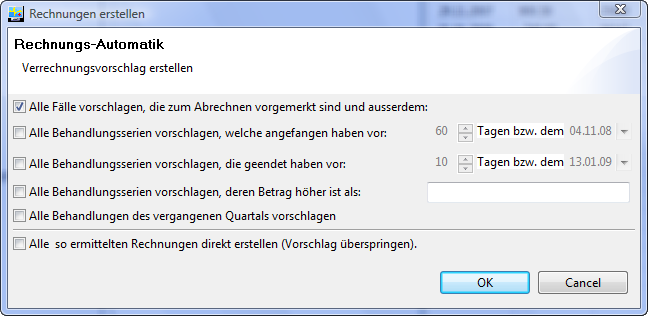 Rechnungen erstellen
Rechnungs-Automatik
Verrechnungsvorschlag erstellen
Alle Fälle vorschlagen, die zum Abrechnen vorgemerkt sind und ausserdem:
Alle Behandlungsserien vorschlagen, welche angefangen haben vor: 60 Tagen bzw. dem 04.11.08
Alle Behandlungsserien vorschlagen, die geendet haben vor: 10 Tagen bzw. dem 13.01.09
Alle Behandlungsserien vorschlagen, deren Betrag höher ist als:
Alle Behandlungen des vergangenen Quartals vorschlagen
Alle so ermittelten Rechnungen direkt erstellen (Vorschlag überspringen).
OK Cancel